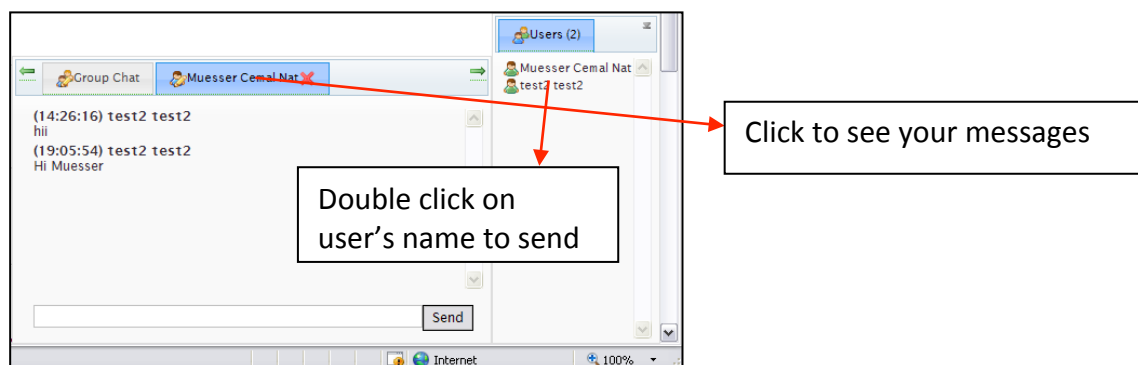 Users (2)
Group Chat
Muesser Cemal Nat
Muesser Cemal Nat
test2 test2
(14:26:16) test2 test2
hii
(19:05:54) test2 test2
Hi Muesser
Click to see your messages
Double click on
user’s name to send
Send
Internet
100%